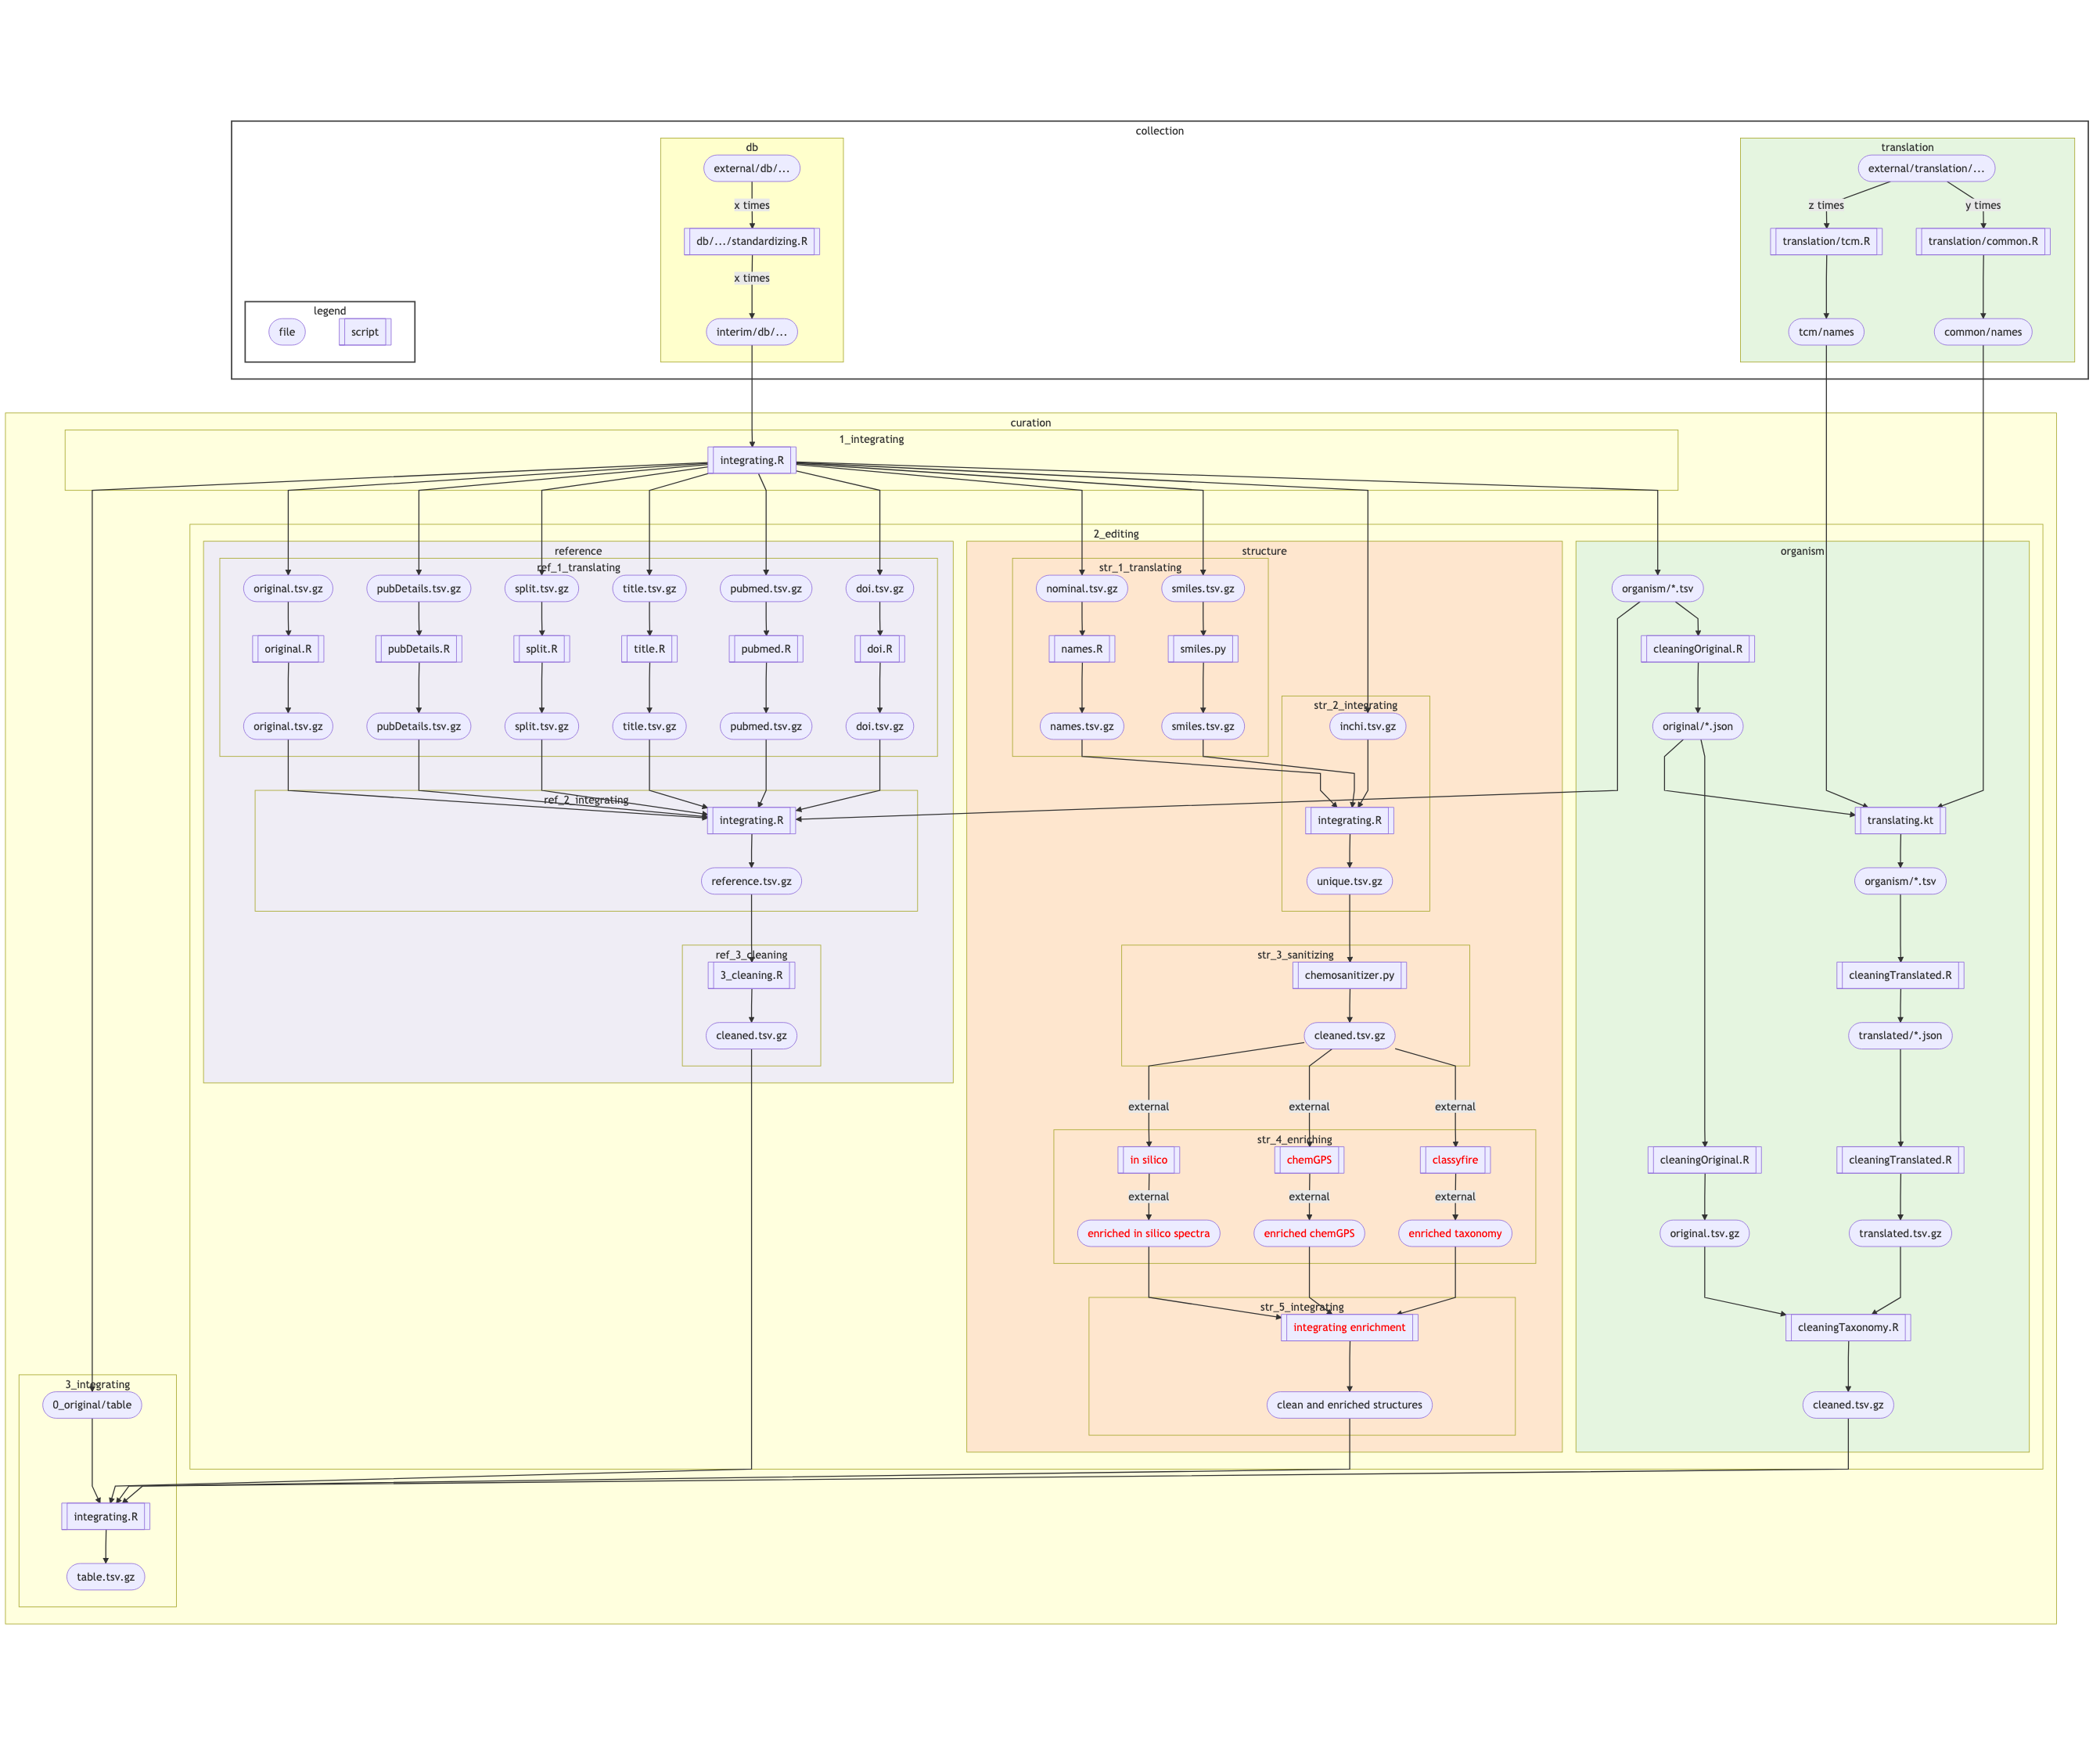 collection
db
translation
external/db/...
external/translation/...
x times
z times
y times
db/.../standardizing.R
translation/tcm.R
translation/common.R
x times
legend
file
script
interim/db/...
tcm/names
common/names
curation
1_integrating
integrating.R
2_editing
reference
structure
organism
ref_1_translating
str_1_translating
original.tsv.gz
pubDetails.tsv.gz
split.tsv.gz
title.tsv.gz
pubmed.tsv.gz
doi.tsv.gz
nominal.tsv.gz
smiles.tsv.gz
organism/*.tsv
original.R
pubDetails.R
split.R
title.R
pubmed.R
doi.R
names.R
smiles.py
cleaningOriginal.R
str_2_integrating
original.tsv.gz
pubDetails.tsv.gz
split.tsv.gz
title.tsv.gz
pubmed.tsv.gz
doi.tsv.gz
names.tsv.gz
smiles.tsv.gz
inchi.tsv.gz
original/*.json
ref_2_integrating
integrating.R
integrating.R
translating.kt
reference.tsv.gz
unique.tsv.gz
organism/*.tsv
ref_3_cleaning
str_3_sanitizing
3_cleaning.R
chemosanitizer.py
cleaningTranslated.R
cleaned.tsv.gz
cleaned.tsv.gz
translated/*.json
external
external
external
str_4_enriching
in silico
chemGPS
classyfire
cleaningOriginal.R
cleaningTranslated.R
external
external
external
enriched in silico spectra
enriched chemGPS
enriched taxonomy
original.tsv.gz
translated.tsv.gz
str_5_integrating
integrating enrichment
cleaningTaxonomy.R
3_integrating
0_original/table
clean and enriched structures
cleaned.tsv.gz
integrating.R
table.tsv.gz